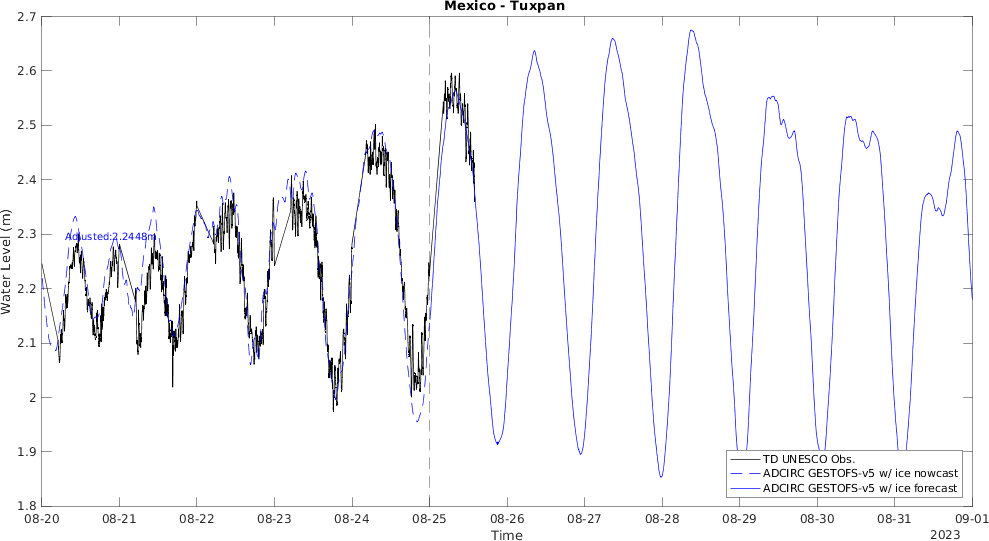 Mexico - Tuxpan
2.7
2.6
2.5
2.4
2.3
2.2
2.1
2
1.9
1.8
Water Level (m)
Adjusted:2.2448m
TD UNESCO Obs.
ADCIRC GESTOFS-v5 w/ ice nowcast
ADCIRC GESTOFS-v5 w/ ice forecast
08-20 08-21 08-22 08-23 08-24 08-25 08-26 08-27 08-28 08-29 08-30 08-31 09-01
Time 2023